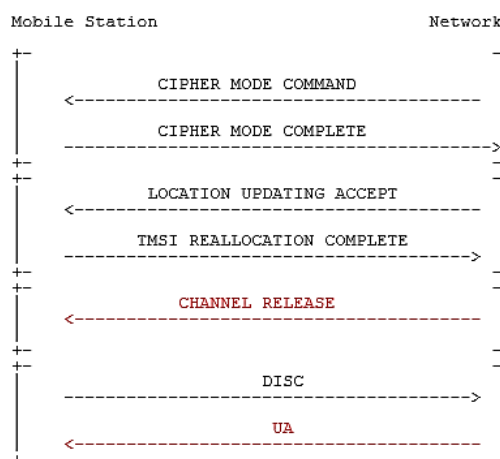 Mobile Station Network
CIPHER MODE COMMAND
CIPHER MODE COMPLETE
LOCATION UPDATING ACCEPT
TMSI REALLOCATION COMPLETE
CHANNEL RELEASE
DISC
UA